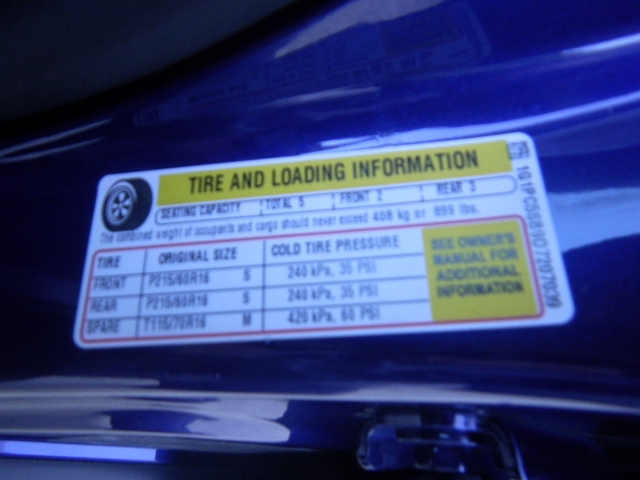 TIRE AND LOADING INFORMATION
SEATING CAPACITY TOTAL 5 FRONT 2 REAR 3
The combined weight of occupants and cargo should never exceed 408 kg or 899 lbs.
TIRE ORIGINAL SIZE COLD TIRE PRESSURE
FRONT P215/60R16 S 240 kPa, 35 PSI
REAR P215/60R16 S 240 kPa, 35 PSI
SPARE T115/70R16 M 420 kPa, 60 PSI
SEE OWNER'S
MANUAL FOR
ADDITIONAL
INFORMATION